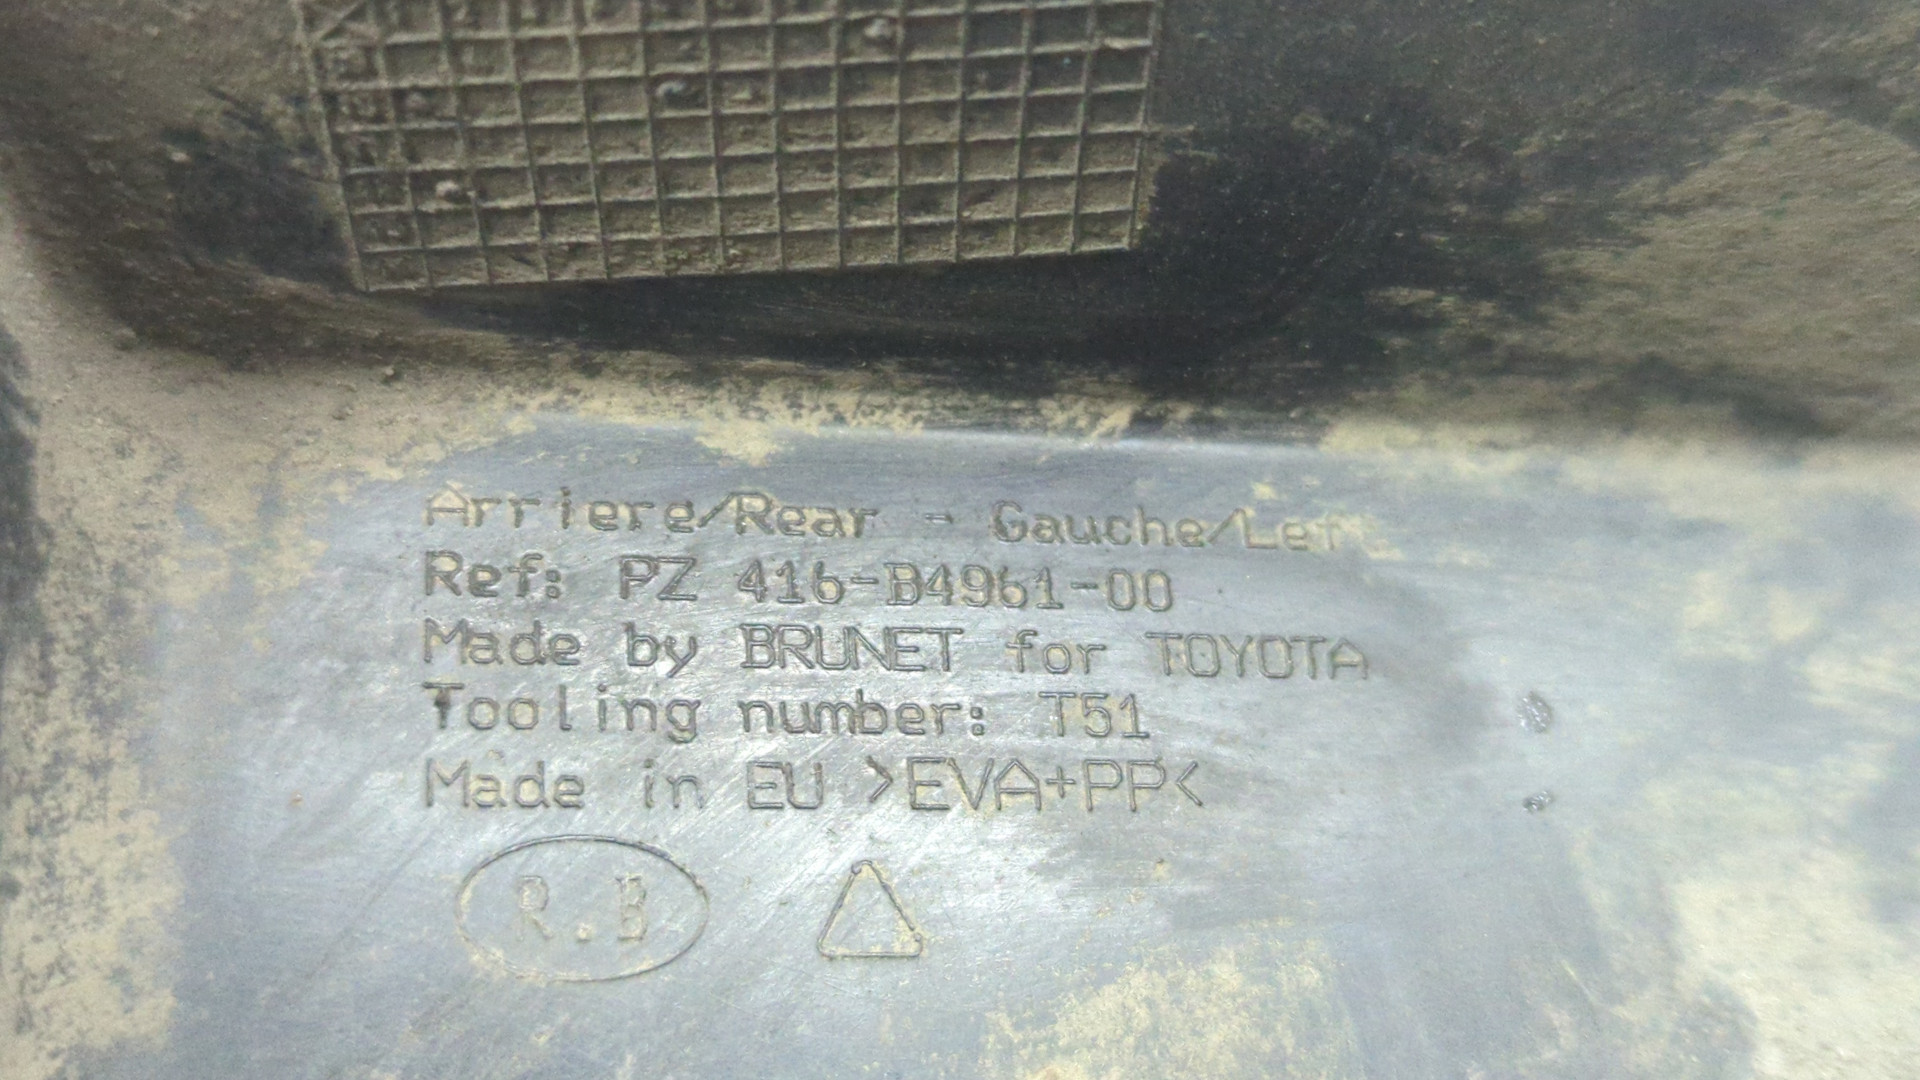 Arriere/Rear - Gauche/Left
Ref: PZ 416-B4961-00
Made by BRUNET for TOYOTA
Tooling number: T51
Made in EU >EVA+PP<
R.B